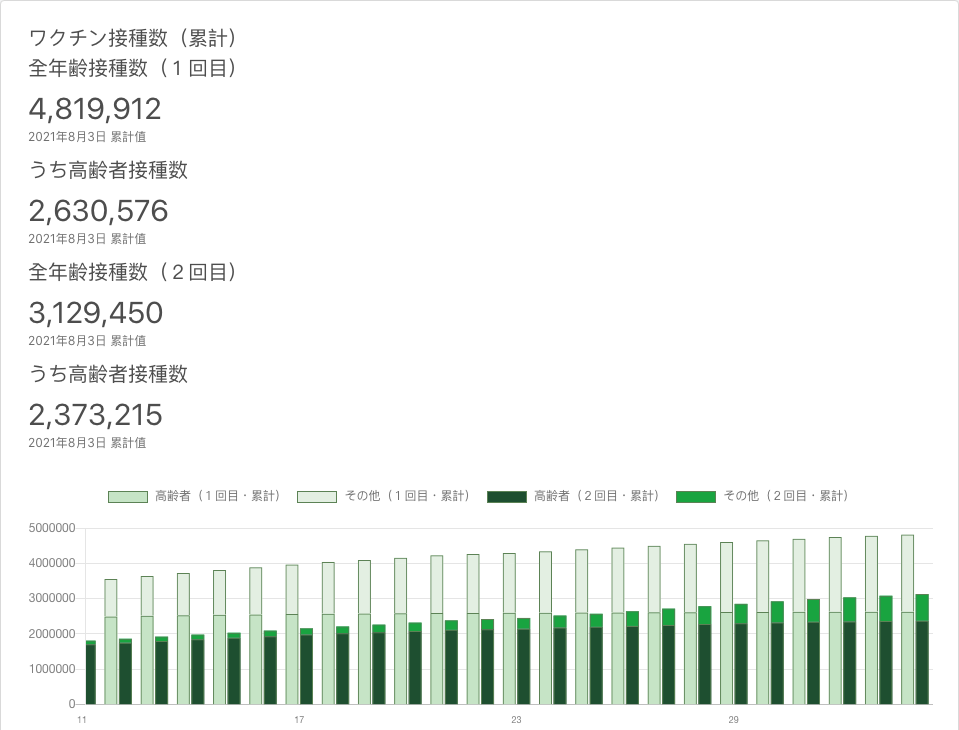 ワクチン接種数（累計）
全年齢接種数（１回目）
4,819,912
2021年8月3日 累計値
うち高齢者接種数
2,630,576
2021年8月3日 累計値
全年齢接種数（２回目）
3,129,450
2021年8月3日 累計値
うち高齢者接種数
2,373,215
2021年8月3日 累計値
高齢者（１回目・累計） その他（１回目・累計） 高齢者（２回目・累計） その他（２回目・累計）
5000000
4000000
3000000
2000000
1000000
0
11 17 23 29